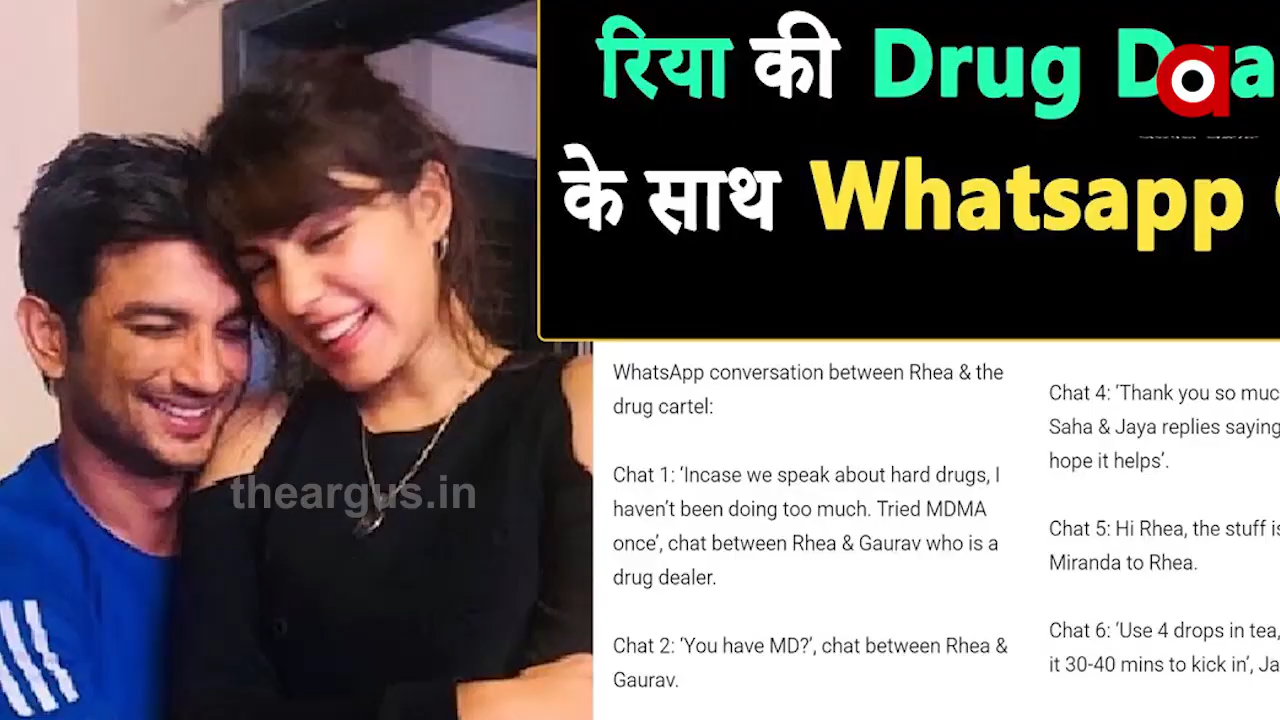 रिया की Drug
के साथ Whatsapp
theargus.in
WhatsApp conversation between Rhea & the
drug cartel:
Chat 1: ‘Incase we speak about hard drugs, I
haven’t been doing too much. Tried MDMA
once’, chat between Rhea & Gaurav who is a
drug dealer.
Chat 2: ‘You have MD?’, chat between Rhea &
Gaurav.
Chat 4: ‘Thank you so muc
Saha & Jaya replies saying
hope it helps’.
Chat 5: Hi Rhea, the stuff is
Miranda to Rhea.
Chat 6: ‘Use 4 drops in tea,
it 30-40 mins to kick in’, Ja